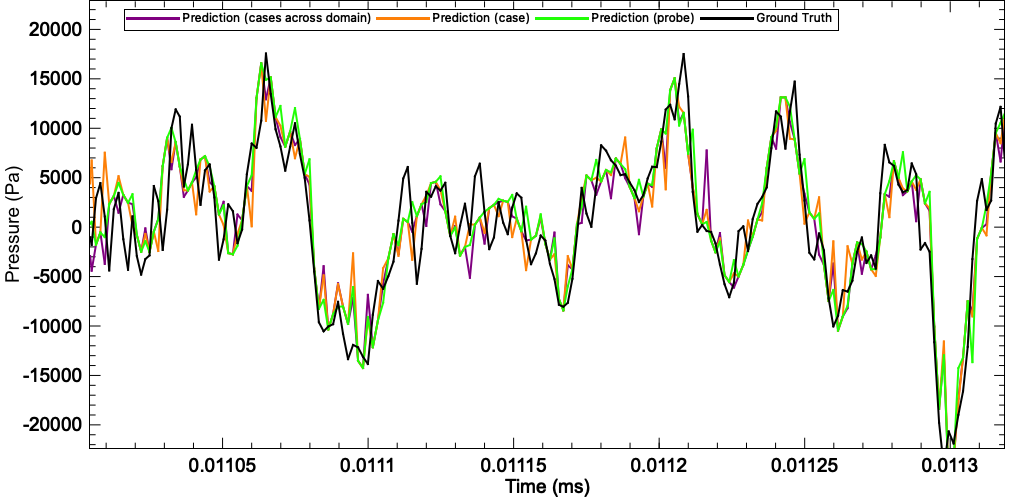 Prediction (cases across domain) Prediction (case) Prediction (probe) Ground Truth
20000
15000
10000
5000
0
-5000
-10000
-15000
-20000
Pressure (Pa)
0.01105 0.0111 0.01115 0.0112 0.01125 0.0113
Time (ms)